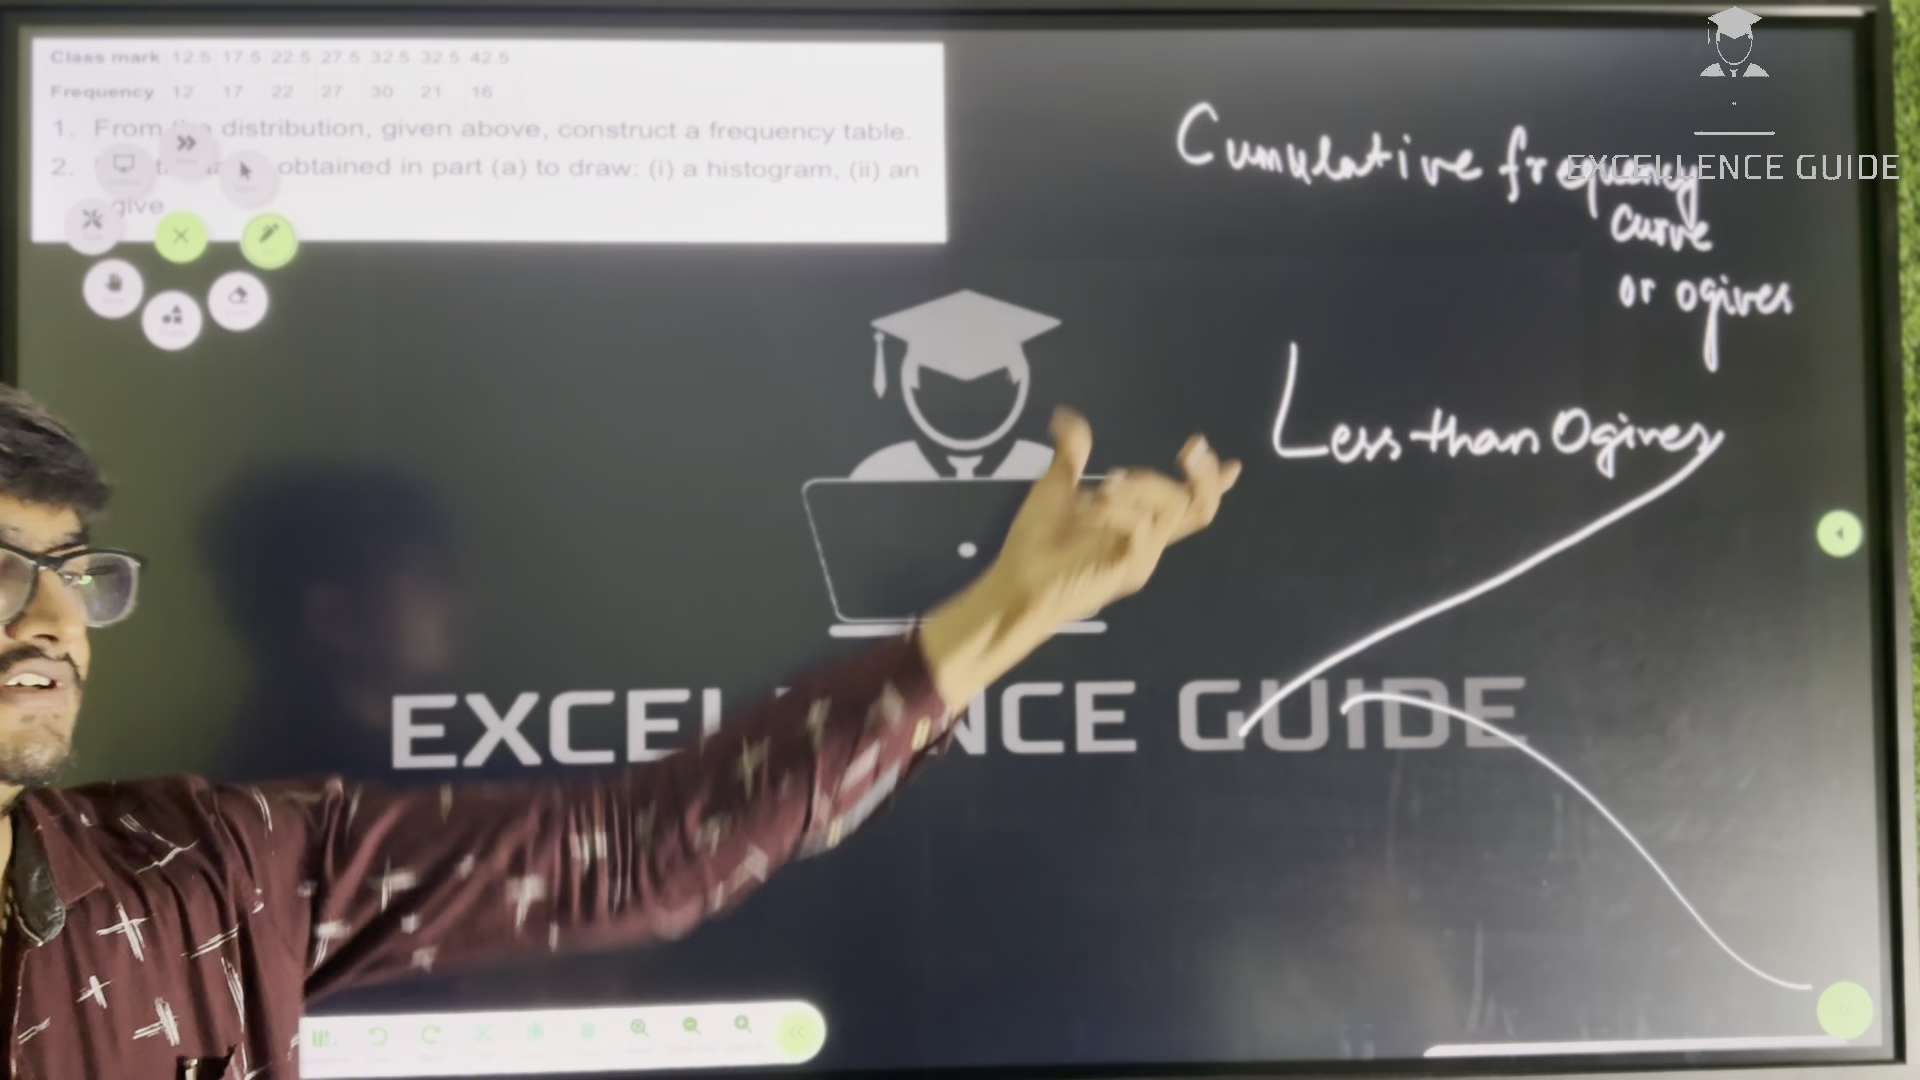 Class mark 12.5 17.5 22.5 27.5 32.5 32.5 42.5
Frequency 12 17 22 27 30 21 16
1. From distribution, given above, construct a frequency table.
2. obtained in part (a) to draw: (i) a histogram, (ii) an
give
Cumulative frequency
curve
or ogives
EXCELLENCE GUIDE
Less than Ogives
EXCEL NCE GUIDE